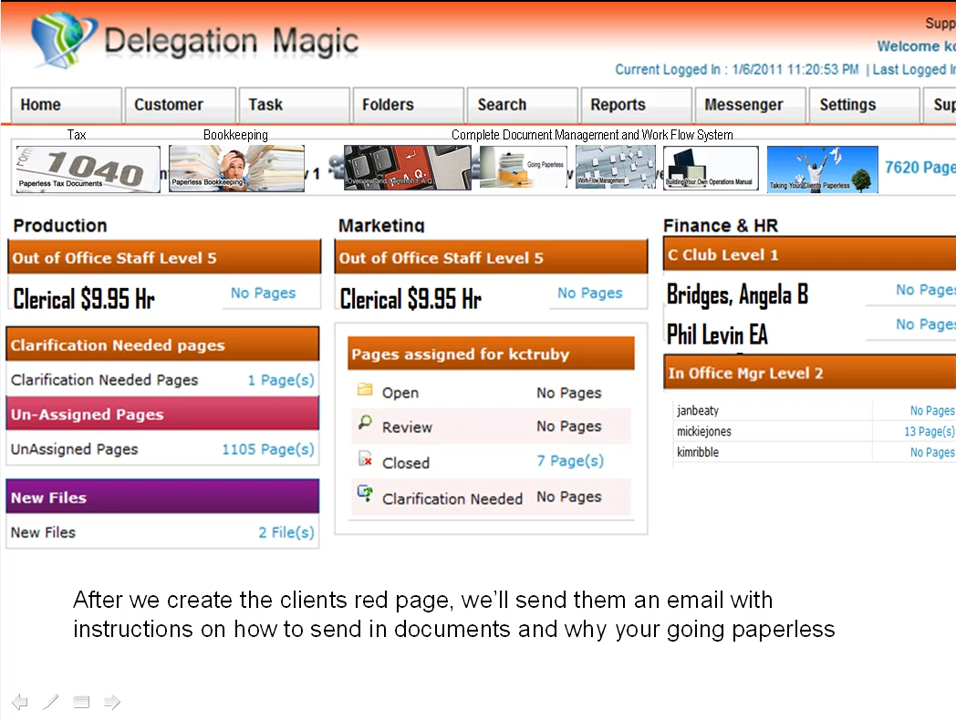 Delegation Magic
Supp
Welcome kc
Current Logged In : 1/6/2011 11:20:53 PM | Last Logged In
Home Customer Task Folders Search Reports Messenger Settings Sup
Tax Bookkeeping Complete Document Management and Work Flow System
1040
Paperless Tax Documents Paperless Bookkeeping Going Paperless Work Flow Management Building Your Own Operations Manual Taking Your Clients Paperless
7620 Page
Production Marketing Finance & HR
Out of Office Staff Level 5
Clerical $9.95 Hr No Pages
Clarification Needed pages
Clarification Needed Pages 1 Page(s)
Un-Assigned Pages
UnAssigned Pages 1105 Page(s)
New Files
New Files 2 File(s)
Out of Office Staff Level 5
Clerical $9.95 Hr No Pages
Pages assigned for kctruby
Open No Pages
Review No Pages
Closed 7 Page(s)
Clarification Needed No Pages
C Club Level 1
Bridges, Angela B No Pages
Phil Levin EA No Pages
In Office Mgr Level 2
janbeaty No Pages
mickiejones 13 Page(s)
kimribble No Pages
After we create the clients red page, we'll send them an email with
instructions on how to send in documents and why your going paperless